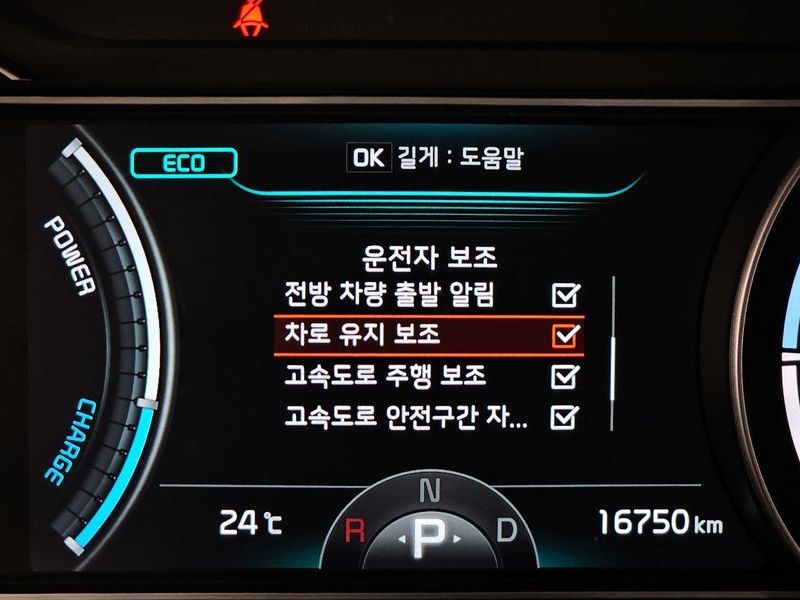 ECO
OK 길게 : 도움말
POWER
운전자 보조
전방 차량 출발 알림
차로 유지 보조
고속도로 주행 보조
고속도로 안전구간 자...
CHARGE
N
24℃
R P D
16750 km